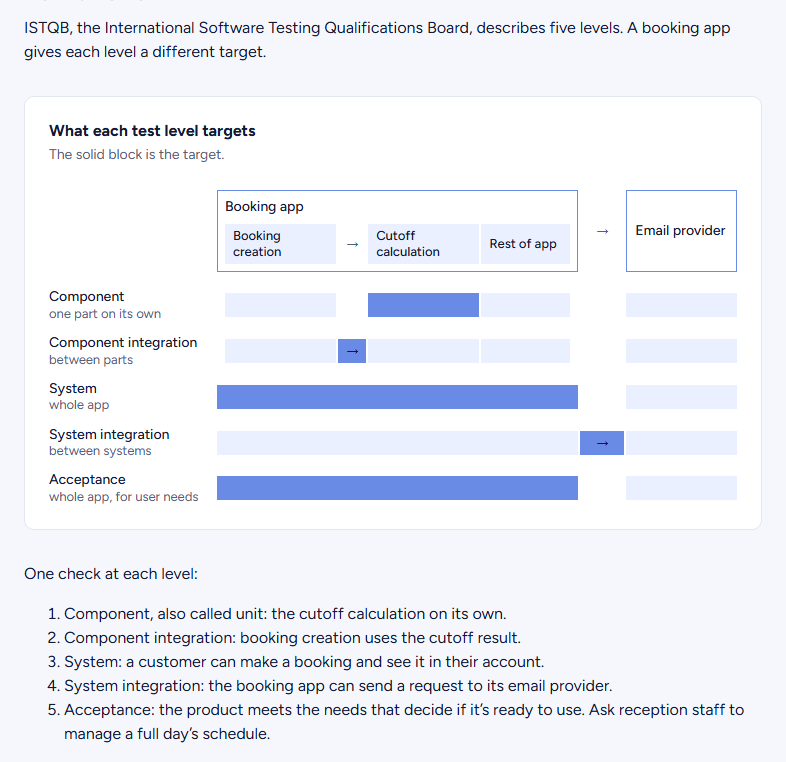 ISTQB, the International Software Testing Qualifications Board, describes five levels. A booking app
gives each level a different target.
What each test level targets
The solid block is the target.
Booking app
Booking
creation
→
Cutoff
calculation
Rest of app
→
Email provider
Component
one part on its own
Component integration
between parts
→
System
whole app
System integration
between systems
→
Acceptance
whole app, for user needs
One check at each level:
1. Component, also called unit: the cutoff calculation on its own.
2. Component integration: booking creation uses the cutoff result.
3. System: a customer can make a booking and see it in their account.
4. System integration: the booking app can send a request to its email provider.
5. Acceptance: the product meets the needs that decide if it’s ready to use. Ask reception staff to
manage a full day’s schedule.